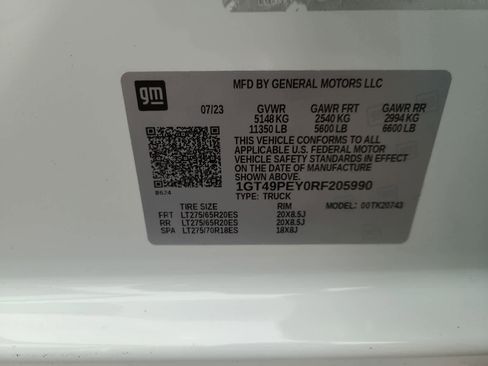 gm
MFD BY GENERAL MOTORS LLC
07/23 GVWR GAWR FRT GAWR RR
5148 KG 2540 KG 2994 KG
11350 LB 5600 LB 6600 LB
THIS VEHICLE CONFORMS TO ALL
APPLICABLE U.S. FEDERAL MOTOR
VEHICLE SAFETY STANDARDS IN EFFECT
ON THE DATE OF MANUFACTURE
SHOWN ABOVE.
1GT49PEY0RF205990
TYPE: TRUCK
TIRE SIZE RIM MODEL: 00TK20743
FRT LT275/65R20ES 20X8.5J
RR LT275/65R20ES 20X8.5J
SPA LT275/70R18ES 18X8J